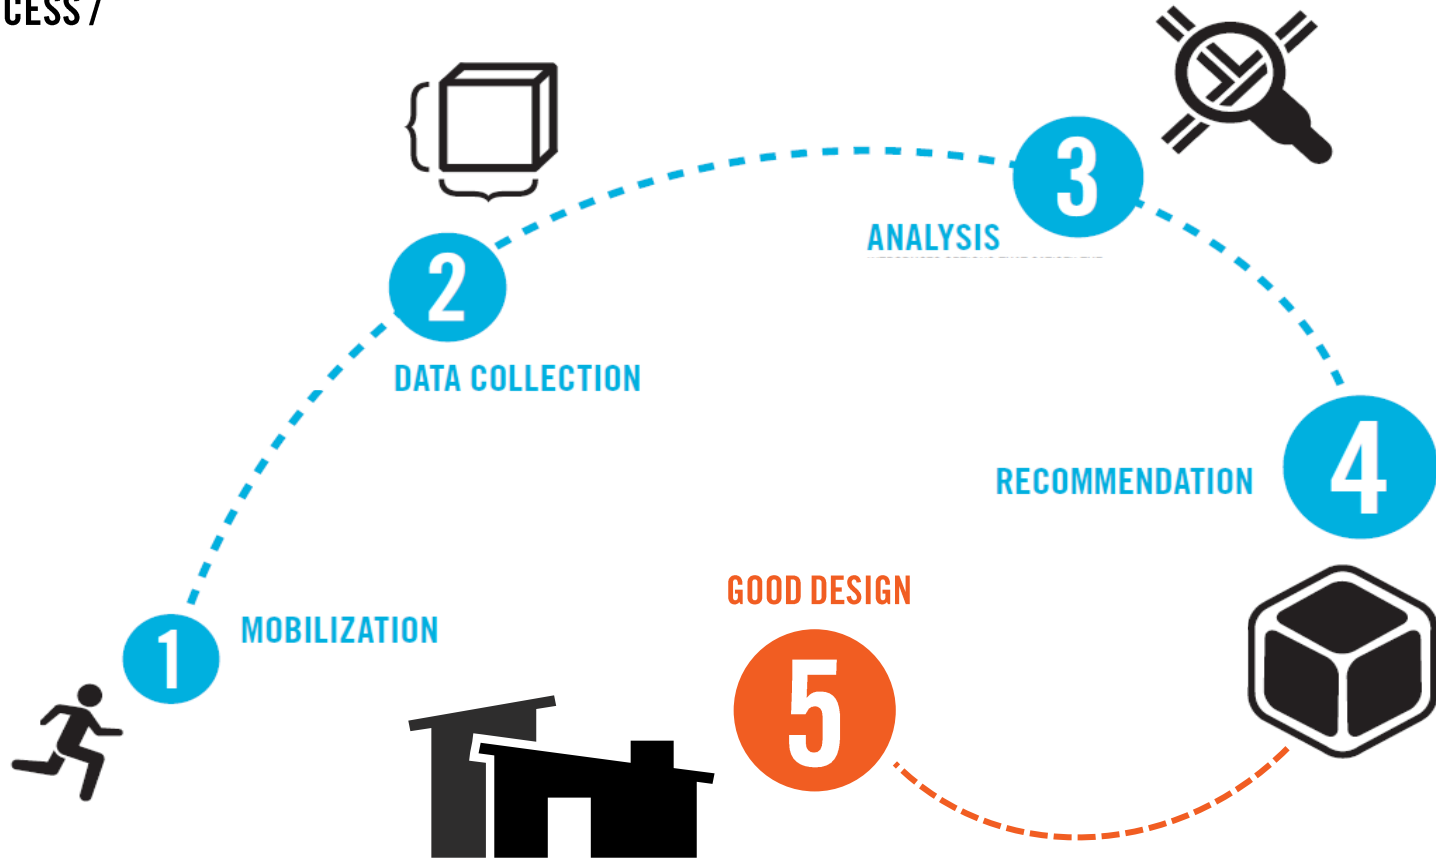 CESS /
1
MOBILIZATION
2
DATA COLLECTION
3
ANALYSIS
4
RECOMMENDATION
GOOD DESIGN
5